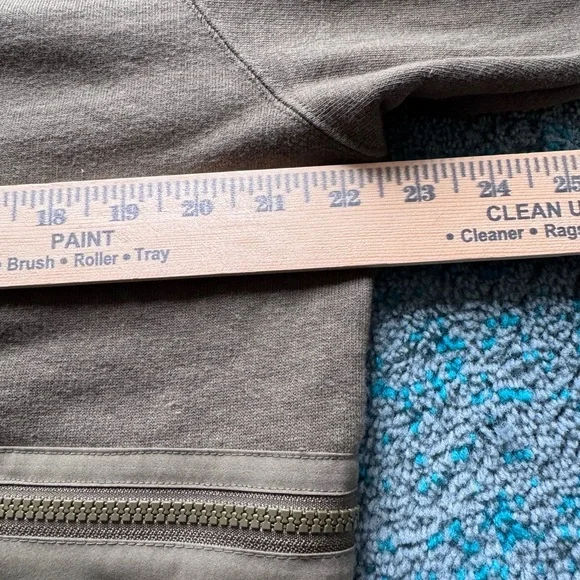 18 19 20 21 22 23 24 25
PAINT
• Brush • Roller • Tray
CLEAN U
• Cleaner • Rags